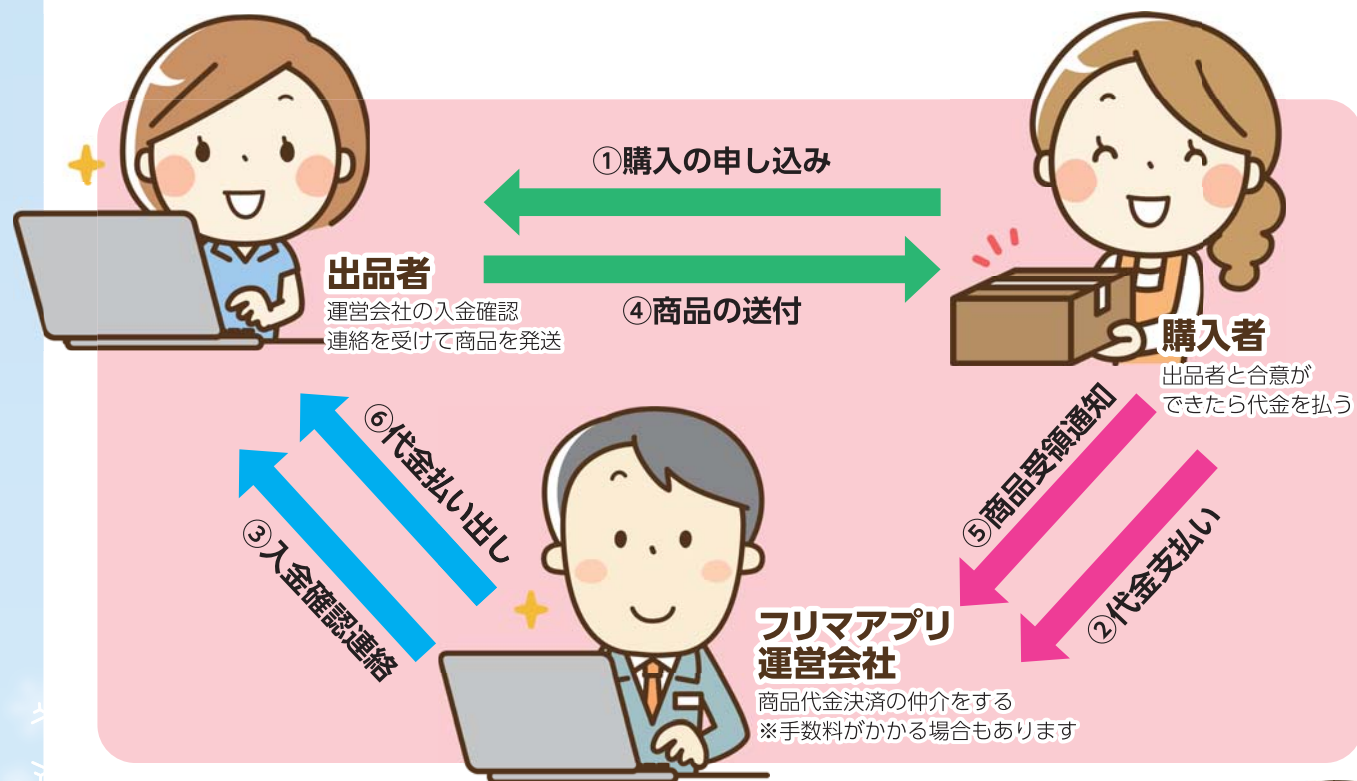 ①購入の申し込み
④商品の送付
出品者
運営会社の入金確認
連絡を受けて商品を発送
購入者
出品者と合意が
できたら代金を払う
⑥代金払い出し
③入金確認連絡
⑤商品受領通知
②代金支払い
フリマアプリ
運営会社
商品代金決済の仲介をする
※手数料がかかる場合もあります